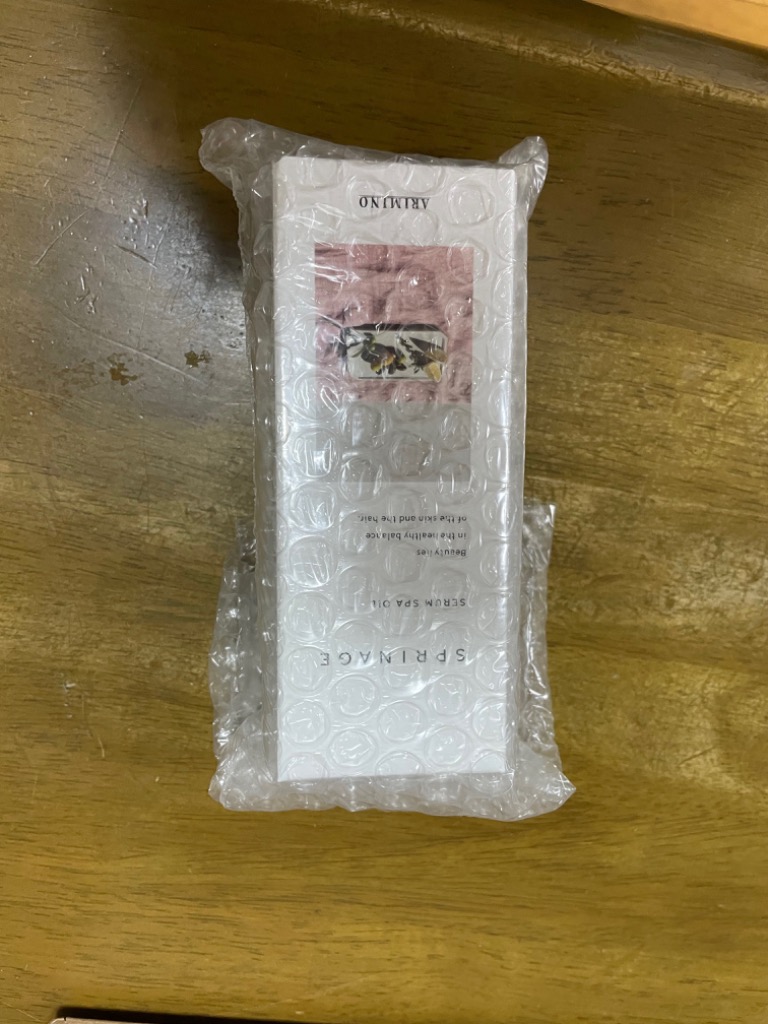 SPRINAGE
SERUM SPA OIL
Beauty lies
in the healthy balance
of the skin and the hair.
ARIMINO